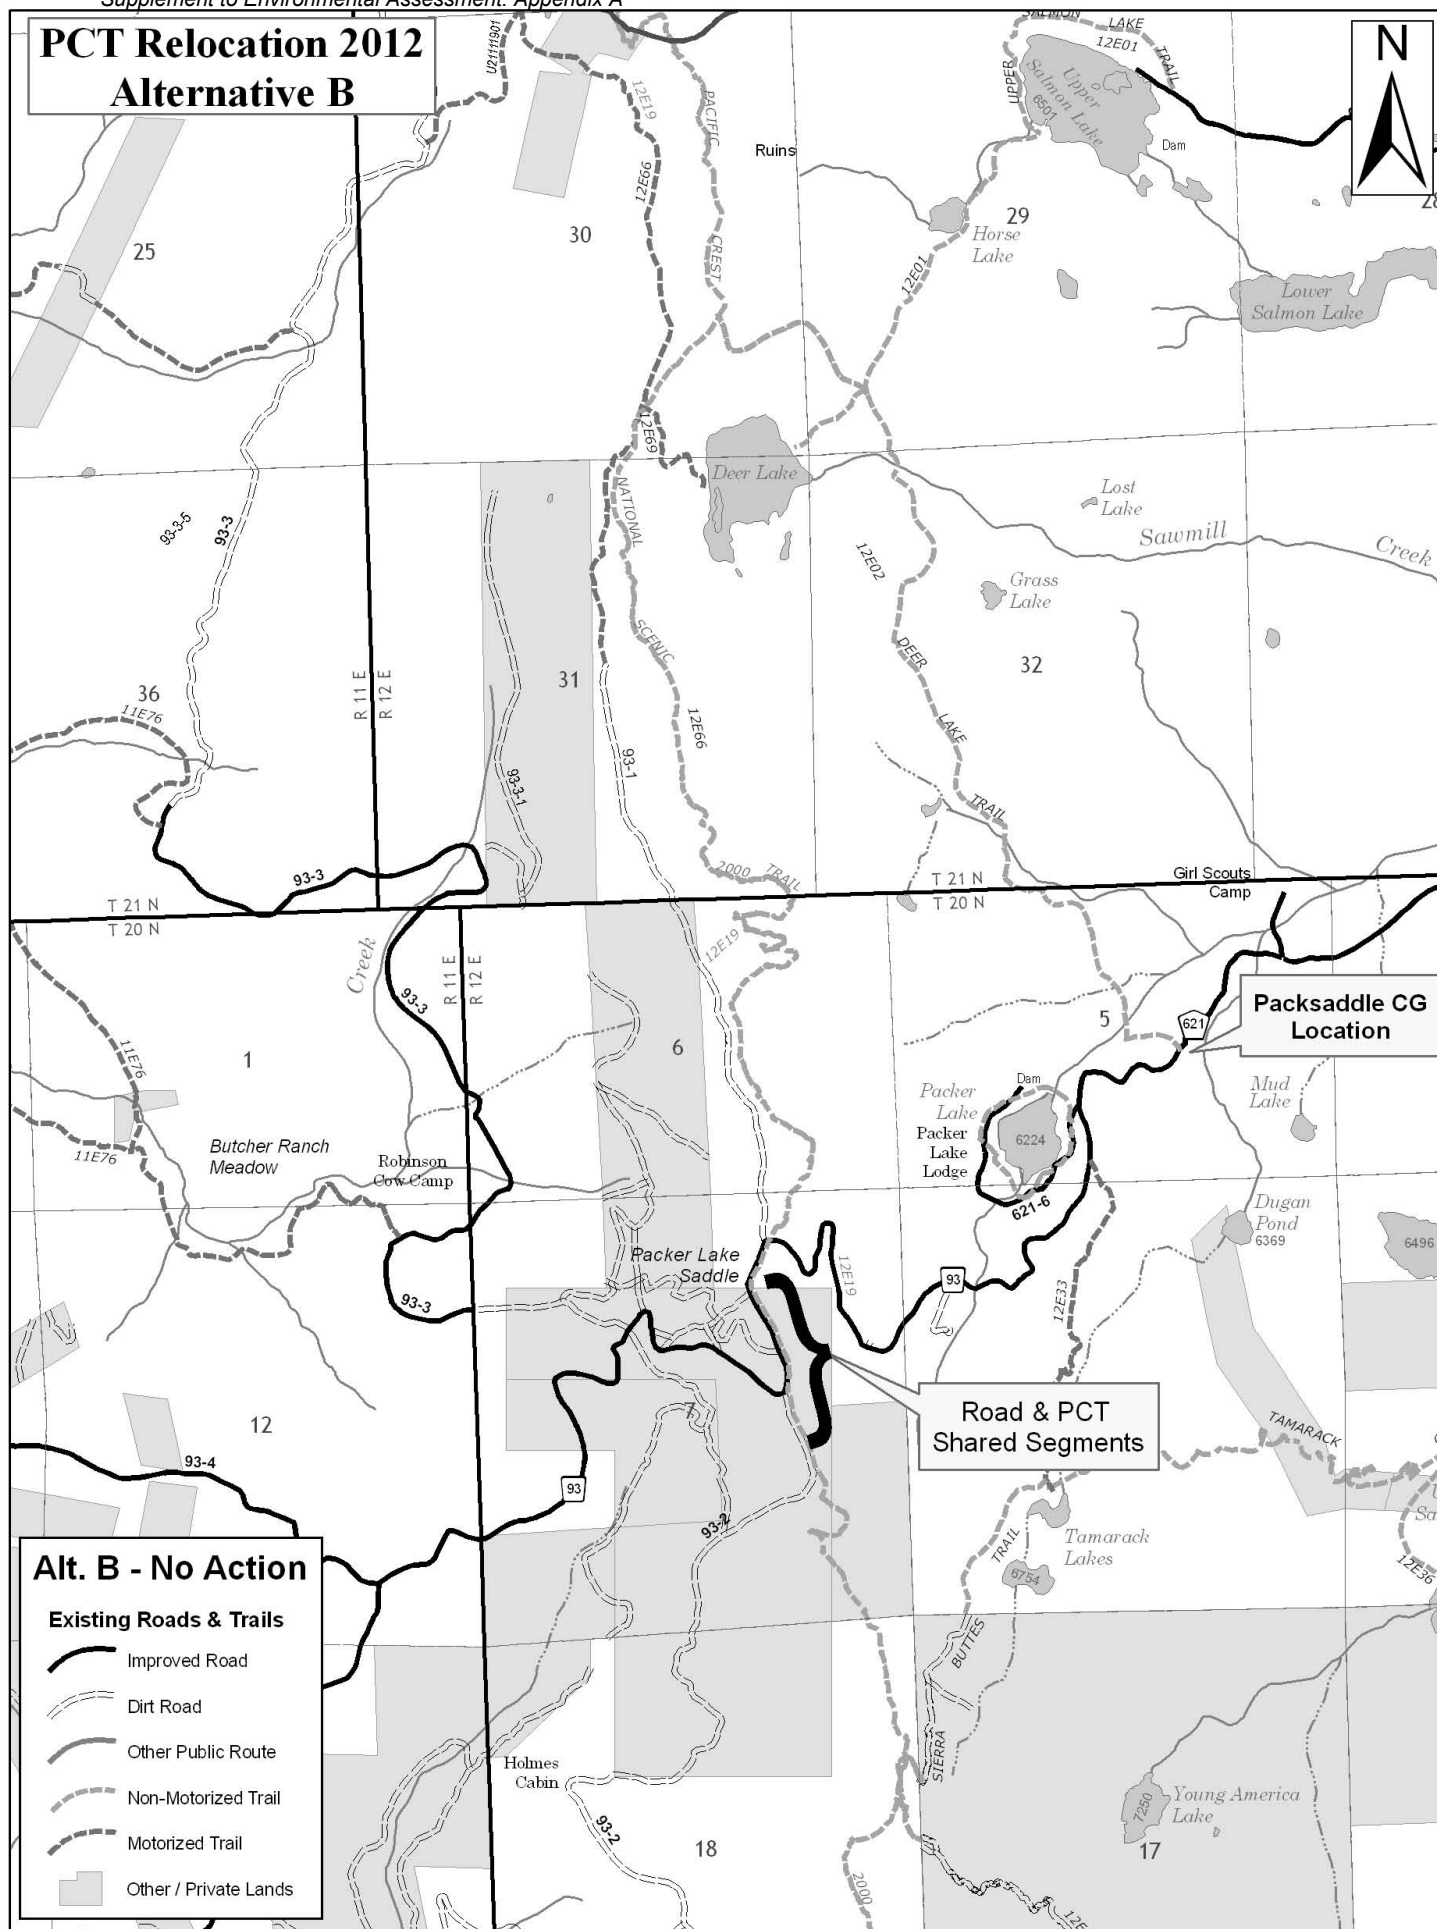 Supplement to Environmental Assessment: Appendix A
PCT Relocation 2012
Alternative B
N
U21111901
12E19
PACIFIC
CREST
12E66
SALMON
LAKE
TRAIL
12E01
UPPER
Upper
Salmon Lake
6501
Dam
Ruins
28
25
30
29
Horse
Lake
12E01
Lower
Salmon Lake
12E69
Deer Lake
NATIONAL
Lost
Lake
Sawmill
Creek
93-3-5
93-3
12E02
Grass
Lake
SCENIC
DEER
32
31
36
11E76
R 11 E
R 12 E
12E66
LAKE
93-1
93-3-1
TRAIL
2000
TRAIL
93-3
T 21 N
T 20 N
T 21 N
T 20 N
Girl Scouts
Camp
Creek
R 11 E
R 12 E
12E19
93-3
Packsaddle CG
Location
621
5
6
1
11E76
Dam
Packer
Lake
6224
Packer
Lake
Lodge
Mud
Lake
11E76
Butcher Ranch
Meadow
Robinson
Cow Camp
621-6
Dugan
Pond
6369
6496
Packer Lake
Saddle
12E19
93
12E33
93-3
Road & PCT
Shared Segments
7
12
TAMARACK
93-4
93
93-2
TRAIL
Tamarack
Lakes
6754
Sa
12E36
BUTTES
SIERRA
Holmes
Cabin
93-2
Young America
Lake
7250
18
17
2000
12E
Alt. B - No Action
Existing Roads & Trails
Improved Road
Dirt Road
Other Public Route
Non-Motorized Trail
Motorized Trail
Other / Private Lands